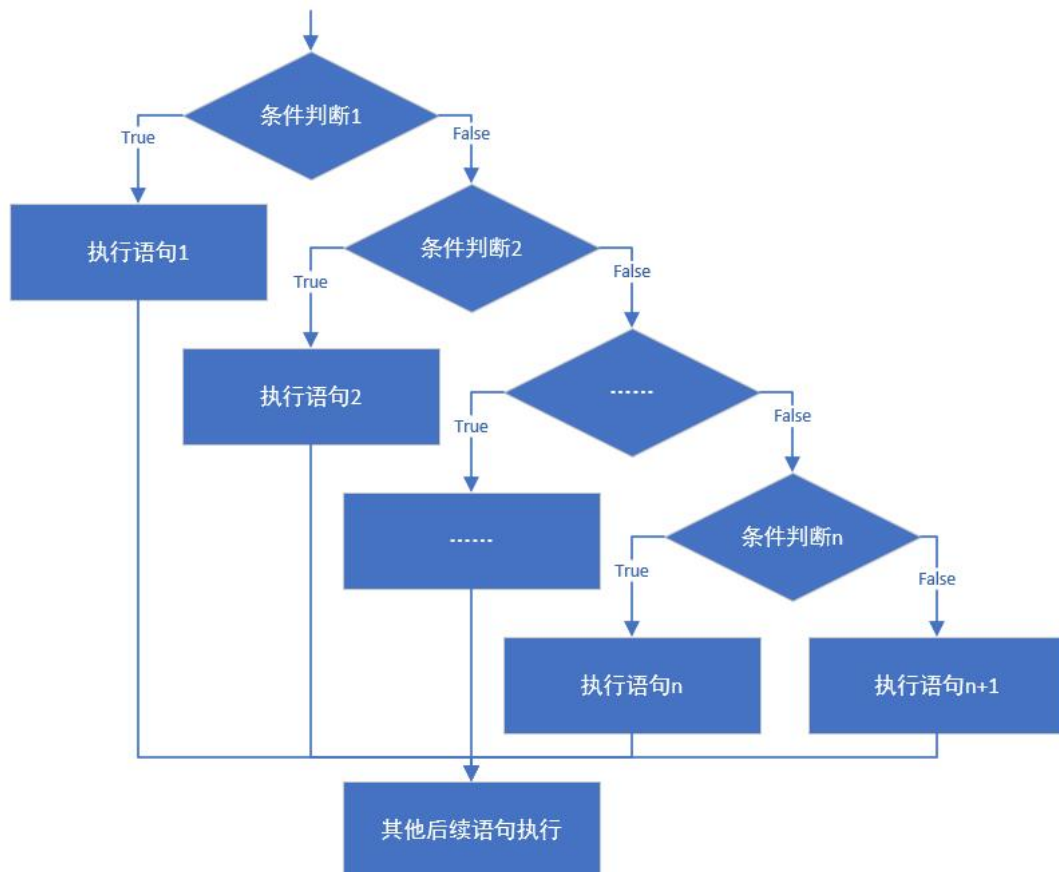 条件判断1
True
False
执行语句1
条件判断2
True
False
执行语句2
------
True
False
------
条件判断n
True
False
执行语句n
执行语句n+1
其他后续语句执行